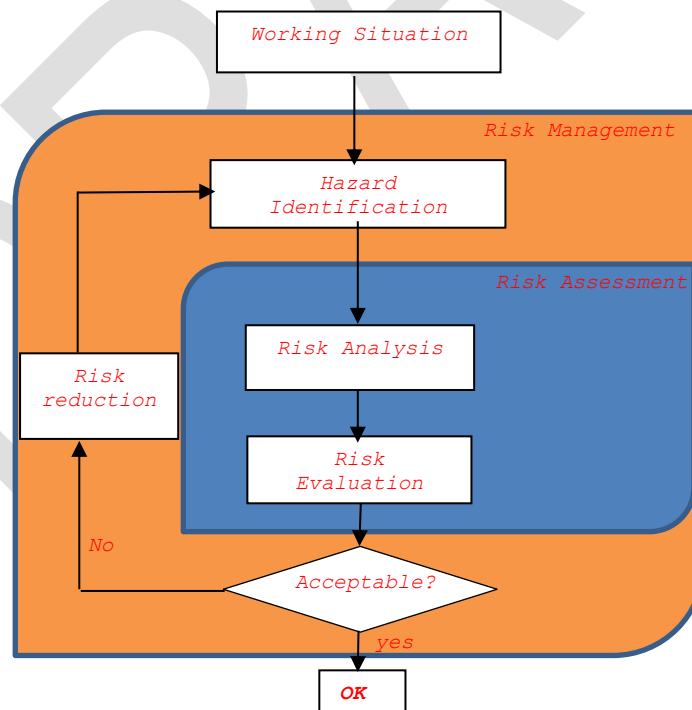 Working Situation
Risk Management
Hazard
Identification
Risk Assessment
Risk Analysis
Risk
reduction
Risk
Evaluation
No
Acceptable?
yes
OK